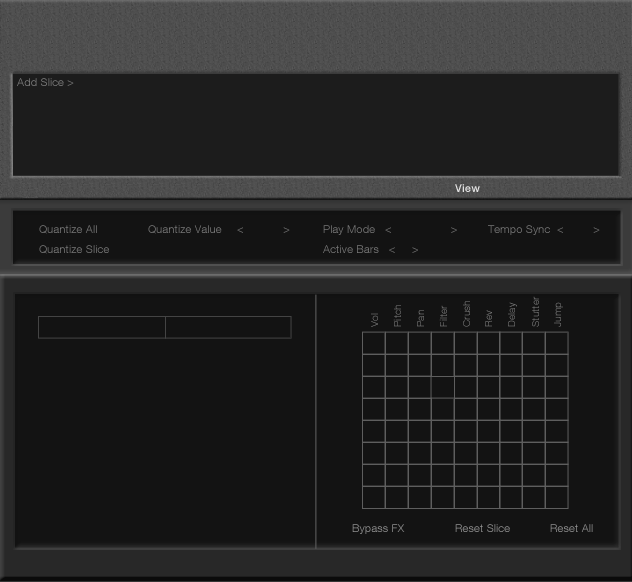 Add Slice >
View
Quantize All Quantize Value < > Play Mode < > Tempo Sync < >
Quantize Slice Active Bars < >
Vol Pitch Pan Filter Crush Rev Delay Stutter Jump
Bypass FX Reset Slice Reset All